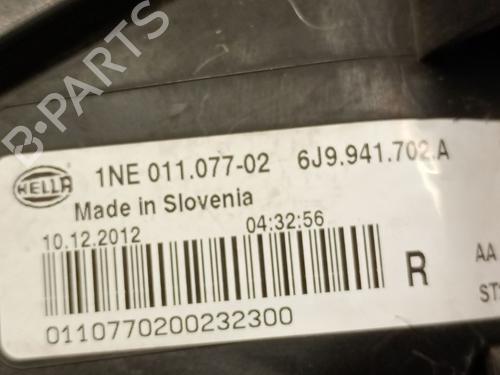 B-PARTS
HELLA
1NE 011.077-02 6J9.941.702.A
Made in Slovenia
10.12.2012 04:32:56
R
AA
ST
0110770200232300